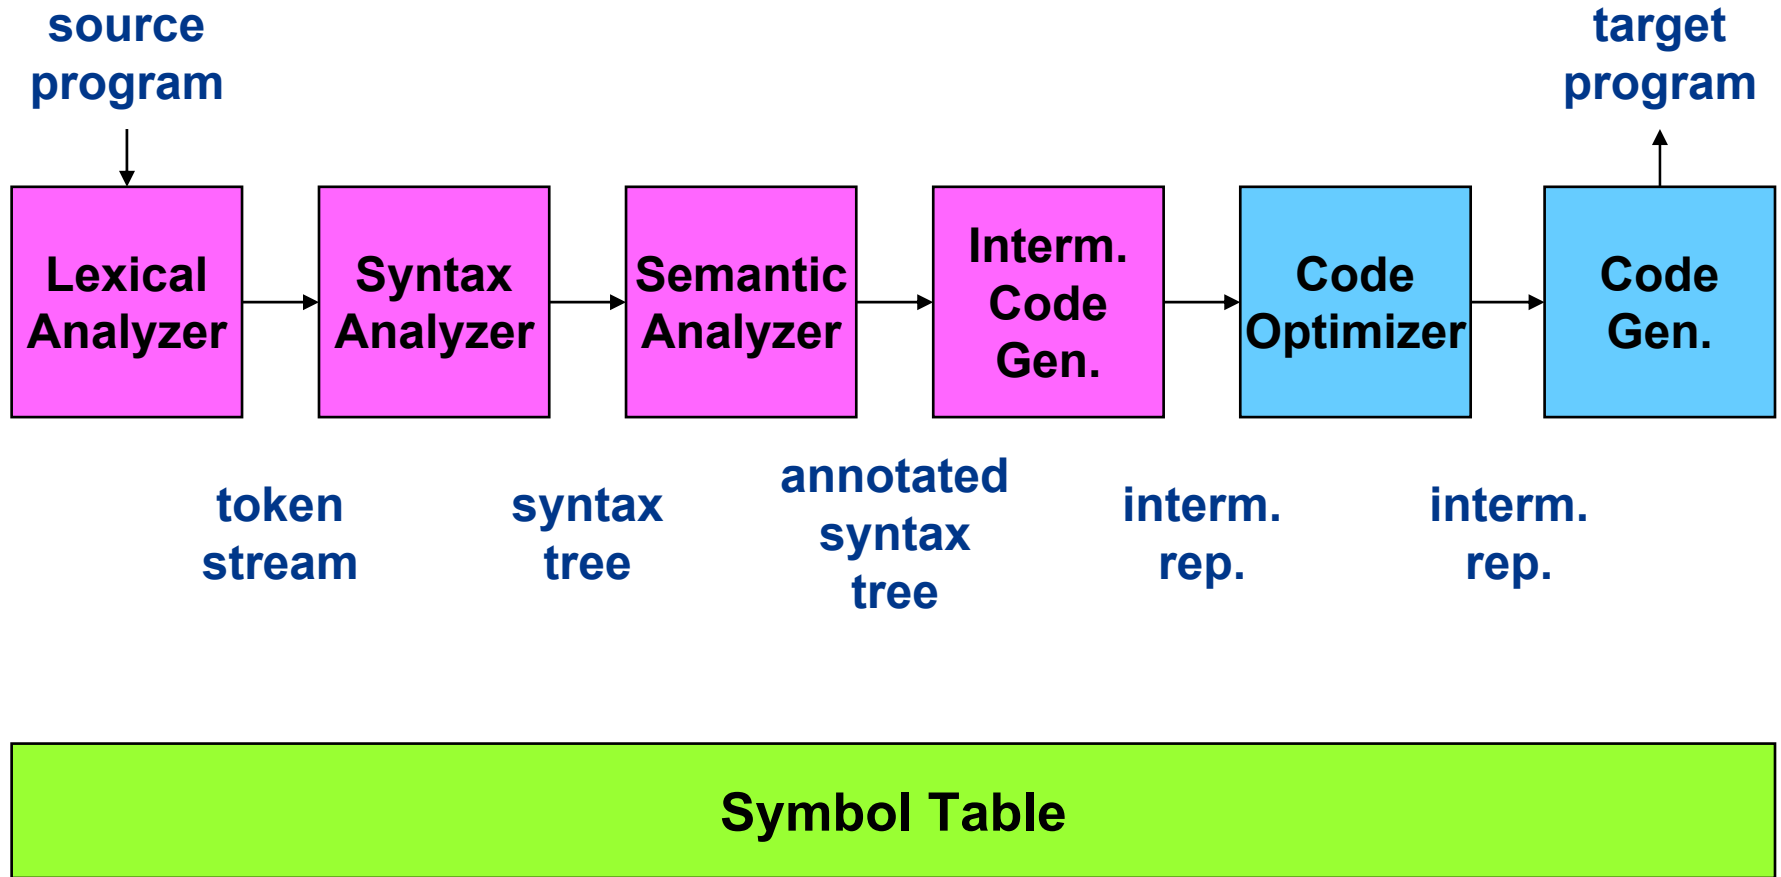 source
program
target
program
Lexical
Analyzer
Syntax
Analyzer
Semantic
Analyzer
Interm.
Code
Gen.
Code
Optimizer
Code
Gen.
token
stream
syntax
tree
annotated
syntax
tree
interm.
rep.
interm.
rep.
Symbol Table